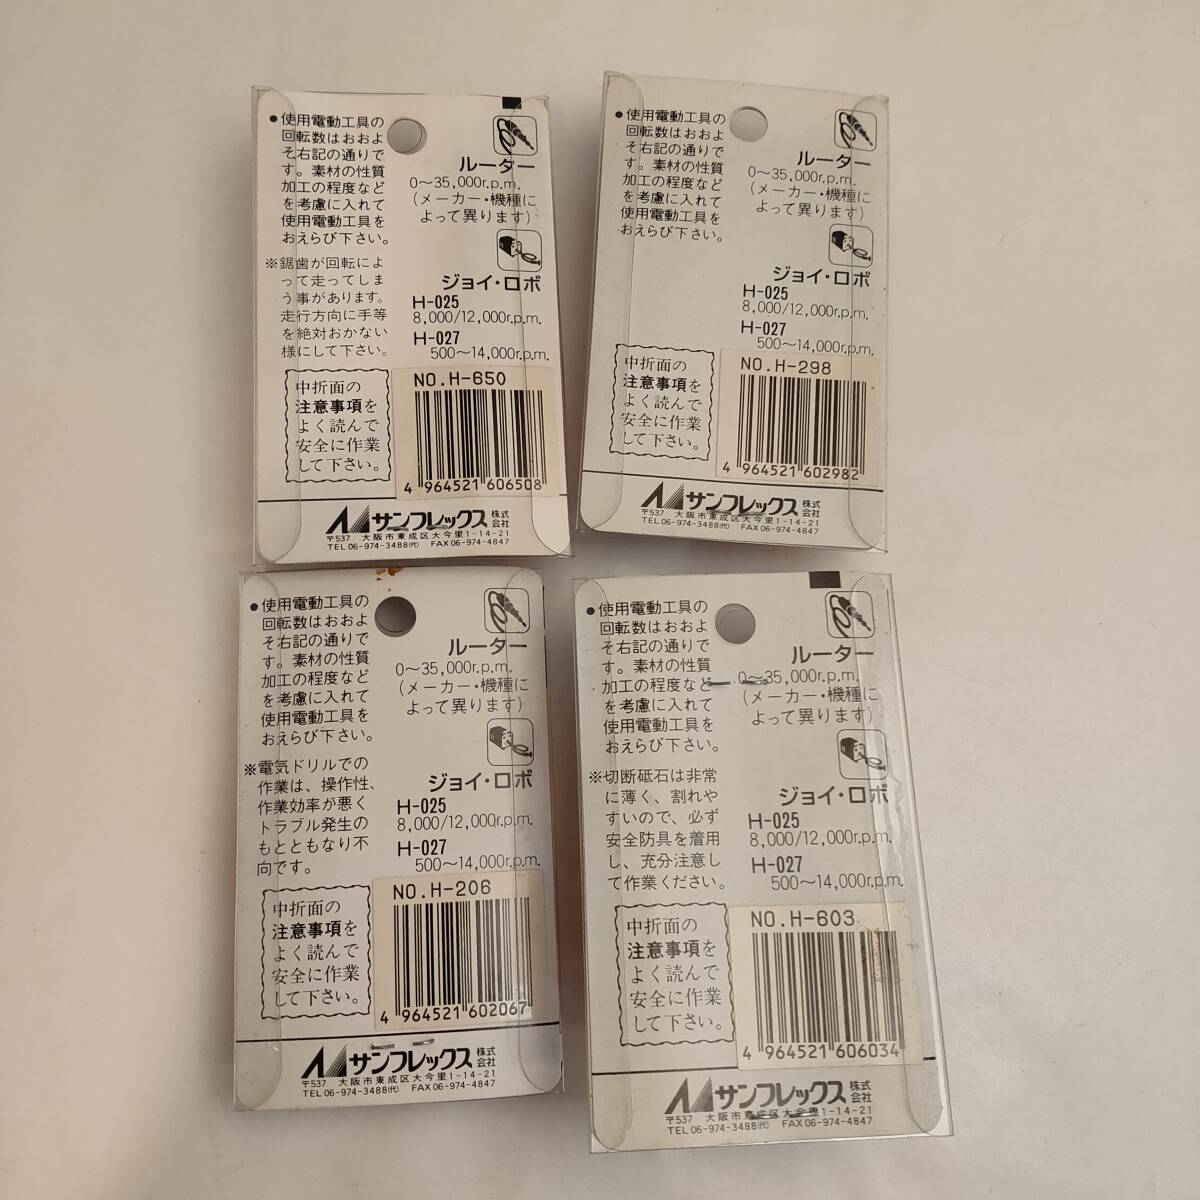 ●使用電動工具の
回転数はおおよ
そ右記の通りで
す。素材の性質
加工の程度など
を考慮に入れて
使用電動工具を
おえらび下さい。
※鋸歯が回転によ
って走ってしま
う事があります。
走行方向に手等
を絶対おかない
様にして下さい。
ルーター
0〜35,000r.p.m.
(メーカー・機種に
よって異ります)
ジョイ・ロボ
H-025
8,000/12,000r.p.m.
H-027
500〜14,000r.p.m.
中折面の
注意事項を
よく読んで
安全に作業
して下さい。
NO.H-650
4 964521 606508
サンフレックス株式会社
〒537 大阪市東成区大今里1-14-21
TEL 06-974-3488㈹ FAX 06-974-4847
●使用電動工具の
回転数はおおよ
そ右記の通りで
す。素材の性質
加工の程度など
を考慮に入れて
使用電動工具を
おえらび下さい。
ルーター
0〜35,000r.p.m.
(メーカー・機種に
よって異ります)
ジョイ・ロボ
H-025
8,000/12,000r.p.m.
H-027
500〜14,000r.p.m.
中折面の
注意事項を
よく読んで
安全に作業
して下さい。
NO.H-298
4 964521 602982
サンフレックス株式会社
〒537 大阪市東成区大今里1-14-21
TEL 06-974-3488㈹ FAX 06-974-4847
●使用電動工具の
回転数はおおよ
そ右記の通りで
す。素材の性質
加工の程度など
を考慮に入れて
使用電動工具を
おえらび下さい。
※電気ドリルでの
作業は、操作性、
作業効率が悪く
トラブル発生の
もとともなり不
向です。
ルーター
0〜35,000r.p.m.
(メーカー・機種に
よって異ります)
ジョイ・ロボ
H-025
8,000/12,000r.p.m.
H-027
500〜14,000r.p.m.
中折面の
注意事項を
よく読んで
安全に作業
して下さい。
NO.H-206
4 964521 602067
サンフレックス株式会社
〒537 大阪市東成区大今里1-14-21
TEL 06-974-3488㈹ FAX 06-974-4847
●使用電動工具の
回転数はおおよ
そ右記の通りで
す。素材の性質
加工の程度など
を考慮に入れて
使用電動工具を
おえらび下さい。
※切断砥石は非常
に薄く、割れや
すいので、必ず
安全防具を着用
し、充分注意し
て作業ください。
ルーター
0〜35,000r.p.m.
(メーカー・機種に
よって異ります)
ジョイ・ロボ
H-025
8,000/12,000r.p.m.
H-027
500〜14,000r.p.m.
中折面の
注意事項を
よく読んで
安全に作業
して下さい。
NO.H-603
4 964521 606034
サンフレックス株式会社
〒537 大阪市東成区大今里1-14-21
TEL 06-974-3488㈹ FAX 06-974-4847